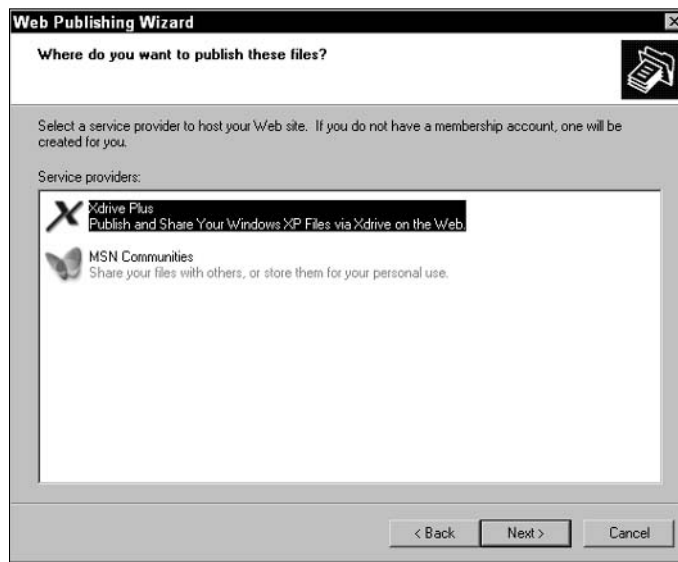 Web Publishing Wizard
Where do you want to publish these files?
Select a service provider to host your Web site. If you do not have a membership account, one will be
created for you.
Service providers:
Xdrive Plus
Publish and Share Your Windows XP Files via Xdrive on the Web.
MSN Communities
Share your files with others, or store them for your personal use.
< Back Next > Cancel